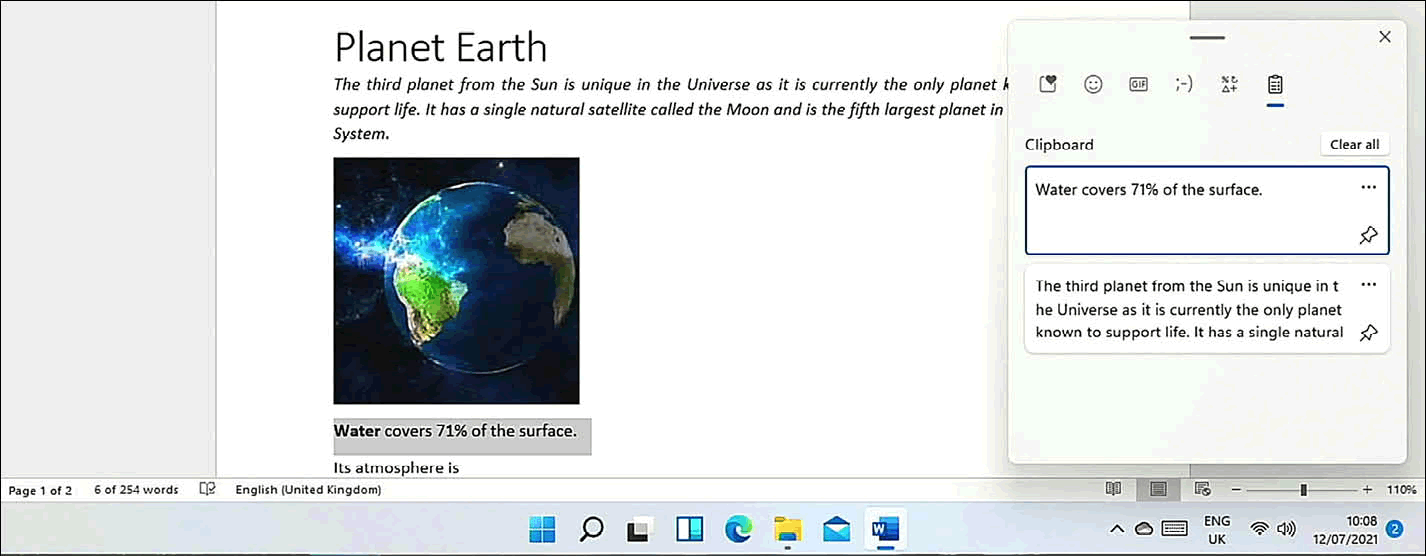 Planet Earth
The third planet from the Sun is unique in the Universe as it is currently the only planet
support life. It has a single natural satellite called the Moon and is the fifth largest planet in
System.
Water covers 71% of the surface.
Its atmosphere is
GIF
;-)
Clipboard
Clear all
Water covers 71% of the surface.
The third planet from the Sun is unique in t
he Universe as it is currently the only planet
known to support life. It has a single natural
Page 1 of 2 6 of 254 words English (United Kingdom) 110%
W
ENG
UK
10:08
12/07/2021
2